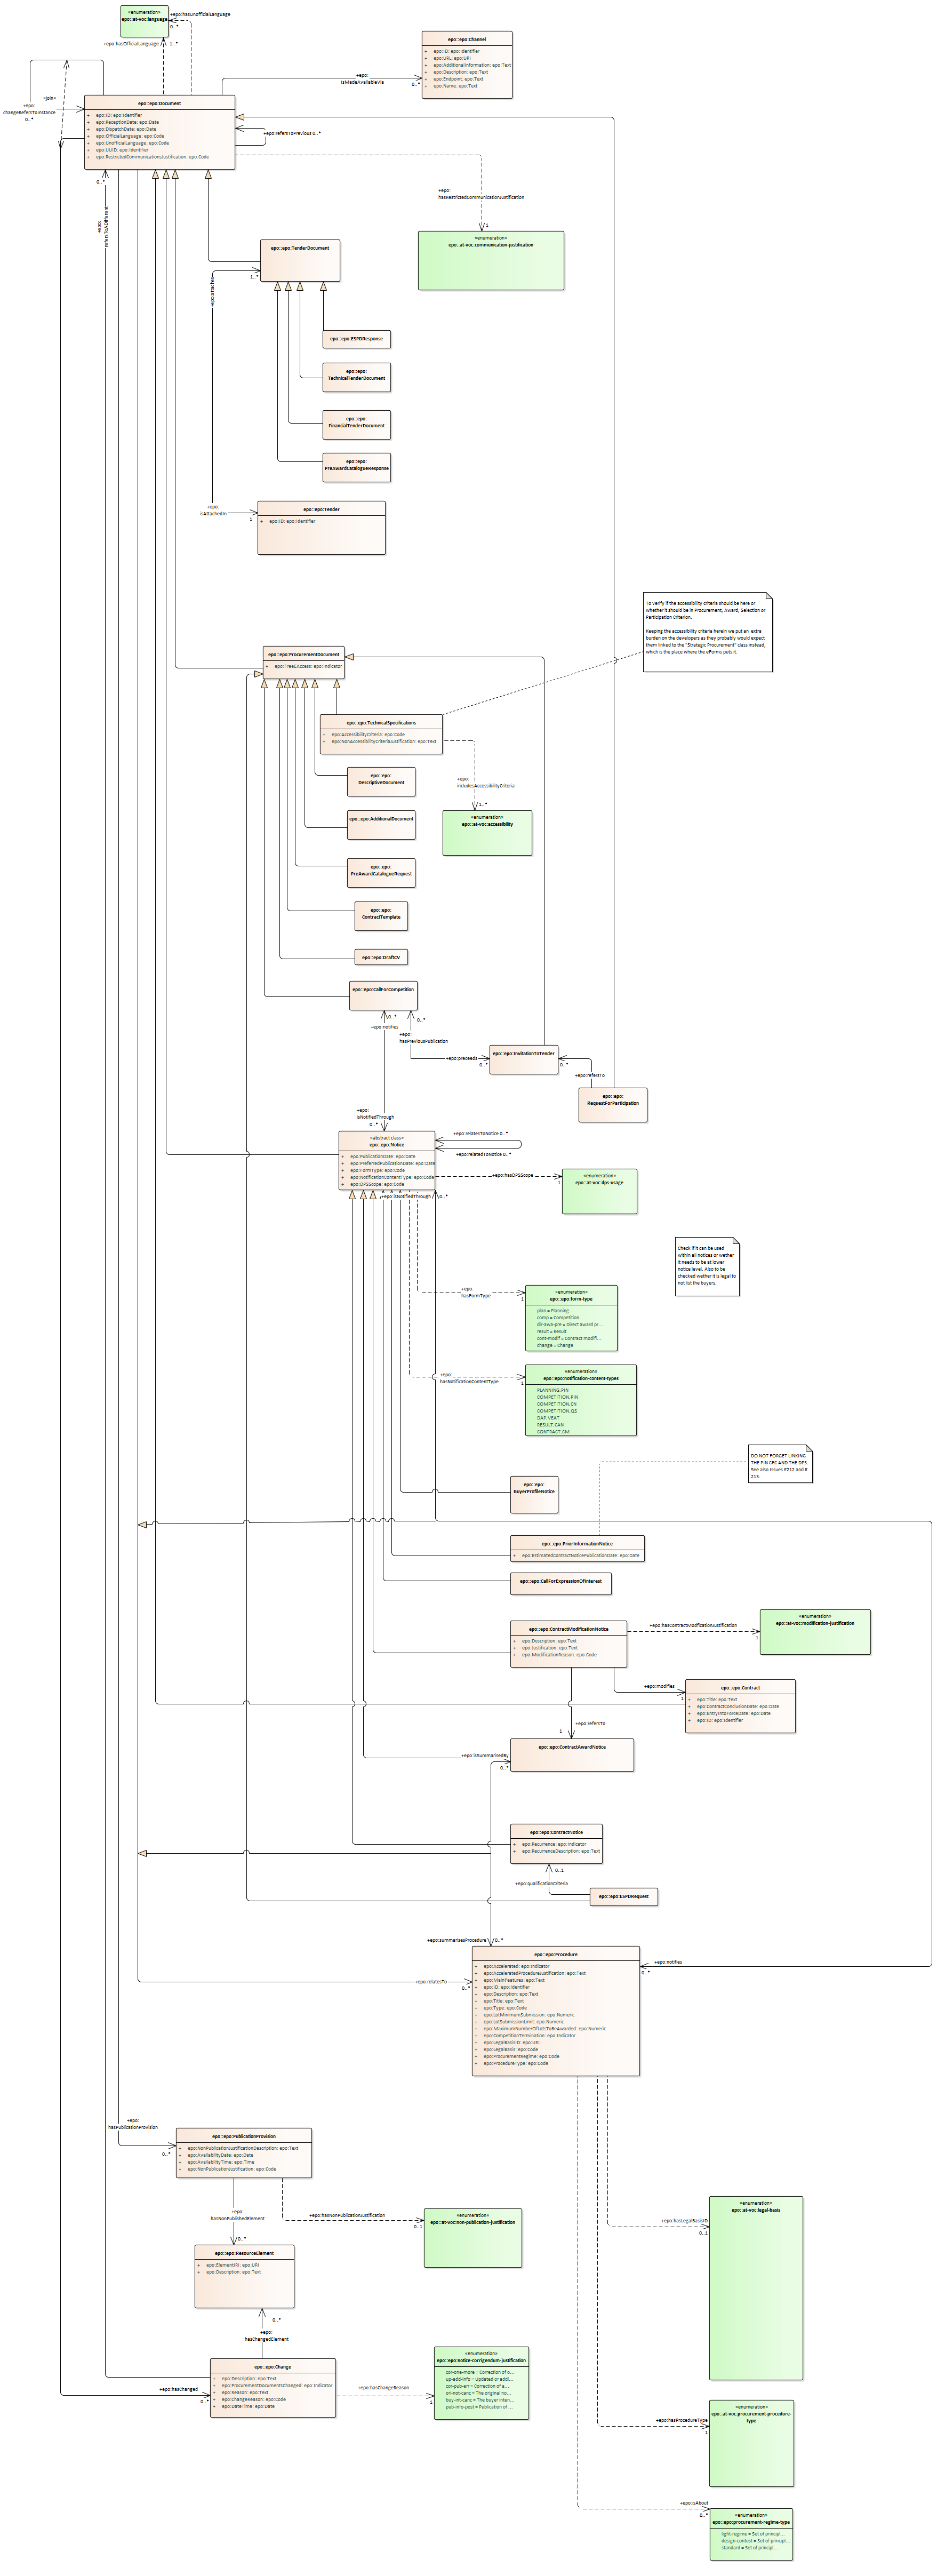 «enumeration»
epo::at-voc:language
+epo:hasUnofficialLanguage
0..*
+epo:hasOfficialLanguage
1..*
epo::epo:Channel
+ epo:ID: epo:Identifier
+ epo:URL: epo:URI
+ epo:AdditionalInformation: epo:Text
+ epo:Description: epo:Text
+ epo:Endpoint: epo:Text
+ epo:Name: epo:Text
+epo:
isMadeAvailableVia
0..*
«join»
+epo:
changeRefersToInstance
0..*
epo::epo:Document
+ epo:ID: epo:Identifier
+ epo:ReceptionDate: epo:Date
+ epo:DispatchDate: epo:Date
+ epo:OfficialLanguage: epo:Code
+ epo:UnofficialLanguage: epo:Code
+ epo:UUID: epo:Identifier
+ epo:RestrictedCommunicationsJustification: epo:Code
+epo:refersToPrevious 0..*
0..*
+epo:
hasRestrictedCommunicationJustification
1
«enumeration»
epo::at-voc:communication-justification
epo::epo:TenderDocument
1..*
epo::epo:ESPDResponse
epo::epo:
TechnicalTenderDocument
epo::epo:
FinancialTenderDocument
epo::epo:
PreAwardCatalogueResponse
+epo:
isAttachedIn
1
epo::epo:Tender
+ epo:ID: epo:Identifier
To verify if the accessibility criteria should be here or
whether it should be in Procurement, Award, Selection or
Participation Criterion.
Keeping the accessibility criteria herein we put an extra
burden on the developers as they probably would expect
them linked to the "Strategic Procurement" class instead,
which is the place where the eForms puts it.
epo::epo:ProcurementDocument
+ epo:FreeEAccess: epo:Indicator
epo::epo:TechnicalSpecifications
+ epo:AccessibilityCriteria: epo:Code
+ epo:NonAccessibilityCriteriaJustification: epo:Text
epo::epo:
DescriptiveDocument
+epo:
includesAccessibilityCriteria
1..*
«enumeration»
epo::at-voc:accessibility
epo::epo:AdditionalDocument
epo::epo:
PreAwardCatalogueRequest
epo::epo:
ContractTemplate
epo::epo:DraftCV
epo::epo:CallForCompetition
0..*
+epo:notifies
0..*
+epo:
hasPreviousPublication
+epo:preceeds
0..*
epo::epo:InvitationToTender
0..*
+epo:refersTo
epo::epo:
RequestForParticipation
+epo:
isNotifiedThrough
0..*
«abstract class»
epo::epo:Notice
+ epo:PublicationDate: epo:Date
+ epo:PreferredPublicationDate: epo:Date
+ epo:FormType: epo:Code
+ epo:NotificationContentType: epo:Code
+ epo:DPSScope: epo:Code
+epo:relatesToNotice 0..*
+epo:relatedToNotice 0..*
+epo:hasDPSScope
1
«enumeration»
epo::at-voc:dps-usage
+epo:isNotifiedThrough
0..*
Check if it can be used
within all notices or wether
it needs to be at lower
notice level. Also to be
checked wether it is legal to
not list the buyers.
+epo:
hasFormType
1
«enumeration»
epo::epo:form-type
plan = Planning
comp = Competition
dir-awa-pre = Direct award pr...
result = Result
cont-modif = Contract modifi...
change = Change
+epo:
hasNotificationContentType
1
«enumeration»
epo::epo:notification-content-types
PLANNING.PIN
COMPETITION.PIN
COMPETITION.CN
COMPETITION.QS
DAP.VEAT
RESULT.CAN
CONTRACT.CM
DO NOT FORGET LINKING
THE PIN CFC AND THE DPS.
See also issues #212 and #
213.
epo::epo:
BuyerProfileNotice
epo::epo:PriorInformationNotice
+ epo:EstimatedContractNoticePublicationDate: epo:Date
epo::epo:CallForExpressionOfInterest
epo::epo:ContractModificationNotice
+ epo:Description: epo:Text
+ epo:Justification: epo:Text
+ epo:ModificationReason: epo:Code
+epo:hasContractModificationJustification
1
«enumeration»
epo::at-voc:modification-justification
+epo:modifies
1
epo::epo:Contract
+ epo:Title: epo:Text
+ epo:ContractConclusionDate: epo:Date
+ epo:EntryIntoForceDate: epo:Date
+ epo:ID: epo:Identifier
+epo:refersTo
1
epo::epo:ContractAwardNotice
+epo:isSummarisedBy
0..*
epo::epo:ContractNotice
+ epo:Recurrence: epo:Indicator
+ epo:RecurrenceDescription: epo:Text
0..1
+epo:qualificationCriteria
epo::epo:ESPDRequest
+epo:summarisesProcedure
0..*
epo::epo:Procedure
+ epo:Accelerated: epo:Indicator
+ epo:AcceleratedProcedureJustification: epo:Text
+ epo:MainFeatures: epo:Text
+ epo:ID: epo:Identifier
+ epo:Description: epo:Text
+ epo:Title: epo:Text
+ epo:Type: epo:Code
+ epo:LotMinimumSubmission: epo:Numeric
+ epo:LotSubmissionLimit: epo:Numeric
+ epo:MaximumNumberOfLotsToBeAwarded: epo:Numeric
+ epo:CompetitionTermination: epo:Indicator
+ epo:LegalBasisID: epo:URI
+ epo:LegalBasis: epo:Code
+ epo:ProcurementRegime: epo:Code
+ epo:ProcedureType: epo:Code
+epo:notifies
0..*
+epo:relatesTo
0..*
+epo:
hasPublicationProvision
0..*
epo::epo:PublicationProvision
+ epo:NonPublicationJustificationDescription: epo:Text
+ epo:AvailabilityDate: epo:Date
+ epo:AvailabilityTime: epo:Time
+ epo:NonPublicationJustification: epo:Code
+epo:
hasNonPublishedElement
0..*
+epo:hasNonPublicationJustification
0..1
«enumeration»
epo::at-voc:non-publication-justification
epo::epo:ResourceElement
+ epo:ElementIRI: epo:URI
+ epo:Description: epo:Text
0..*
+epo:
hasChangedElement
epo::epo:Change
+ epo:Description: epo:Text
+ epo:ProcurementDocumentsChanged: epo:Indicator
+ epo:Reason: epo:Text
+ epo:ChangeReason: epo:Code
+ epo:DateTime: epo:Date
+epo:hasChanged
0..*
+epo:hasChangeReason
1
«enumeration»
epo::epo:notice-corrigendum-justification
cor-one-more = Correction of o...
up-add-info = Updated or addi...
cor-pub-err = Correction of a...
ori-not-canc = The original no...
buy-int-canc = The buyer inten...
pub-info-post = Publication of ...
+epo:hasLegalBasisID
0..1
«enumeration»
epo::at-voc:legal-basis
+epo:hasProcedureType
1
«enumeration»
epo::at-voc:procurement-procedure-
type
+epo:isAbout
0..*
«enumeration»
epo::epo:procurement-regime-type
light-regime = Set of princip...
design-contest = Set of princip...
standard = Set of princip...